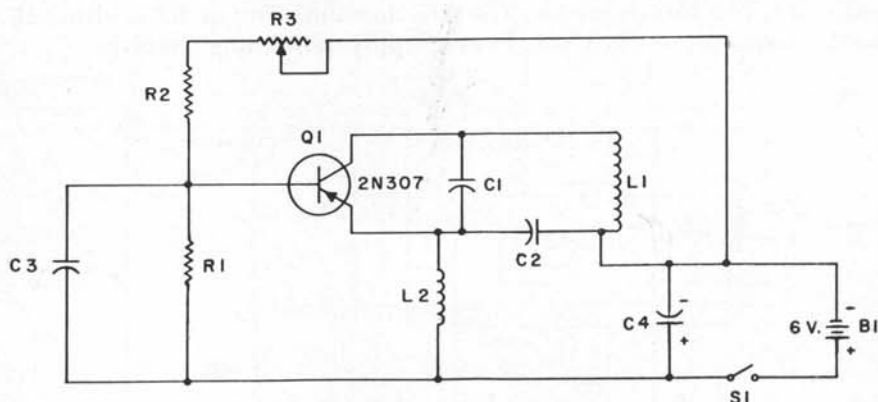 R3
R2
Q1
2N307
C1
L1
C2
C3
R1
L2
C4
-
+
6 V.
-
+
B1
S1